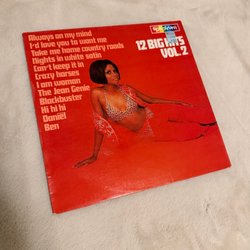 Always on my mind
I'd love you to want me
Take me home country roads
Nights in white satin
Can't keep it in
Crazy horses
I am woman
The Jean Genie
Blockbuster
Hi hi hi
Daniel
Ben
12 BIG HITS
VOL. 2